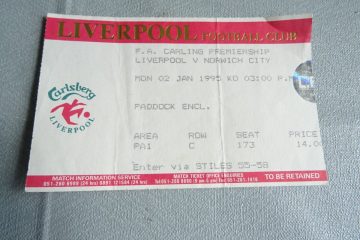 LIVERPOOL FOOTBALL CLUB
F.A. CARLING PREMIERSHIP
LIVERPOOL V NORWICH CITY
MON 02 JAN 1995 KO 03:00 P.M
PADDOCK ENCL.
Carlsberg
LIVERPOOL
AREA ROW SEAT PRICE
PA1 C 173 14.00
Enter via STILES 55-58
MATCH INFORMATION SERVICE
MATCH TICKET OFFICE ENQUIRIES
TO BE RETAINED